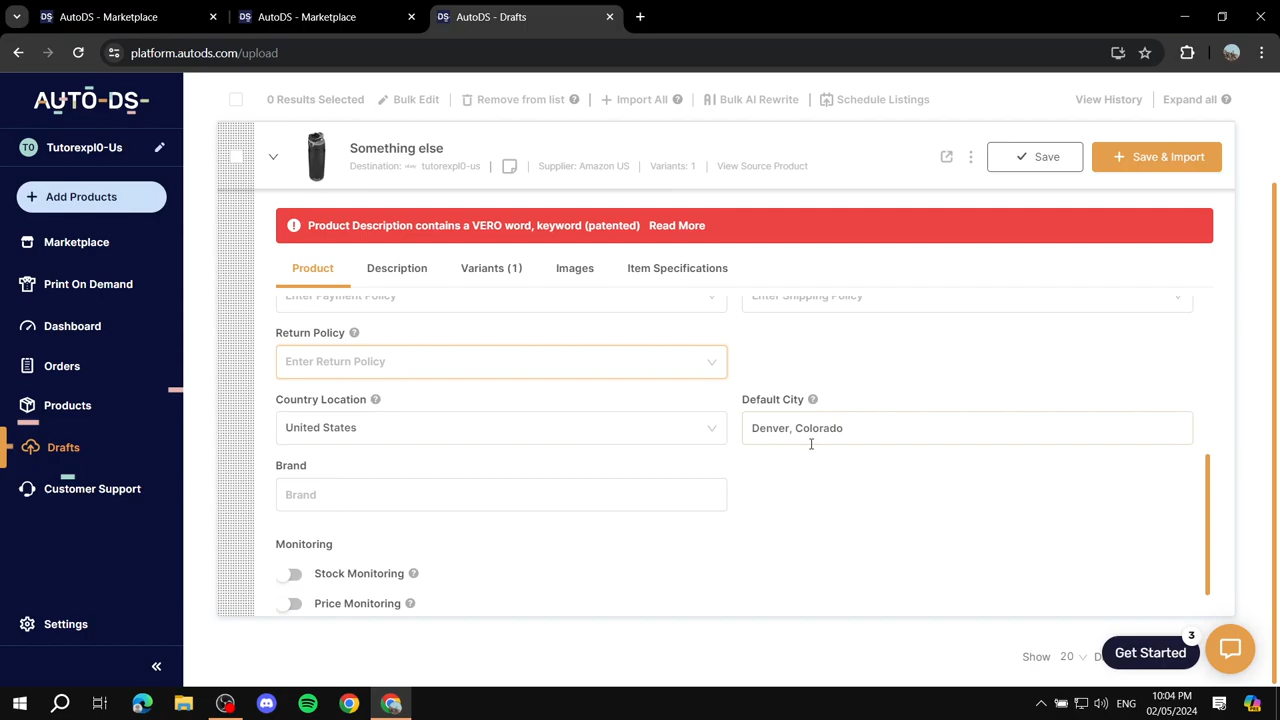 AutoDS - Marketplace
AutoDS - Marketplace
AutoDS - Drafts
platform.autods.com/upload
AUTO-DS
TO Tutorexpl0-Us
Add Products
Marketplace
Print On Demand
Dashboard
Orders
Products
Drafts
Customer Support
Settings
0 Results Selected Bulk Edit Remove from list Import All Bulk AI Rewrite Schedule Listings View History Expand all
Something else
Destination: tutorexpl0-us Supplier: Amazon US Variants: 1 View Source Product
Save
Save & Import
Product Description contains a VERO word, keyword (patented) Read More
Product Description Variants (1) Images Item Specifications
Enter Payment Policy Enter Shipping Policy
Return Policy
Enter Return Policy
Country Location Default City
United States Denver, Colorado
Brand
Brand
Monitoring
Stock Monitoring
Price Monitoring
Show 20 D
Get Started 3
ENG
10:04 PM
02/05/2024